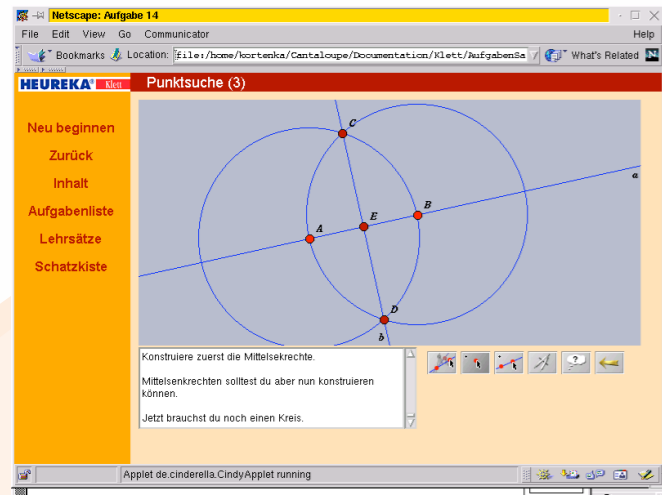 Netscape: Aufgabe 14
File Edit View Go Communicator Help
Bookmarks Location: file:/home/kortenka/Cantaloupe/Documentation/Klett/AufgabenSa What's Related N
HEUREKA Klett Punktsuche (3)
Neu beginnen
Zurück
Inhalt
Aufgabenliste
Lehrsätze
Schatzkiste
C
a
B
E
A
D
b
Konstruiere zuerst die Mittelsekrechte.
Mittelsenkrechten solltest du aber nun konstruieren
können.
Jetzt brauchst du noch einen Kreis.
?
Applet de.cinderella.CindyApplet running